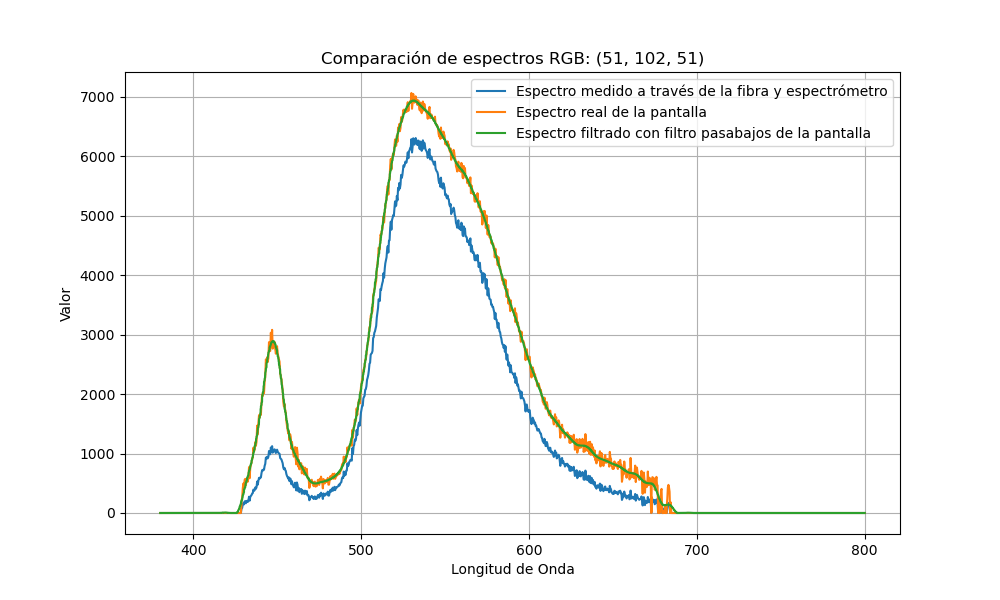 Comparación de espectros RGB: (51, 102, 51)
Espectro medido a través de la fibra y espectrómetro
Espectro real de la pantalla
Espectro filtrado con filtro pasabajos de la pantalla
Valor
7000
6000
5000
4000
3000
2000
1000
0
400
500
600
700
800
Longitud de Onda